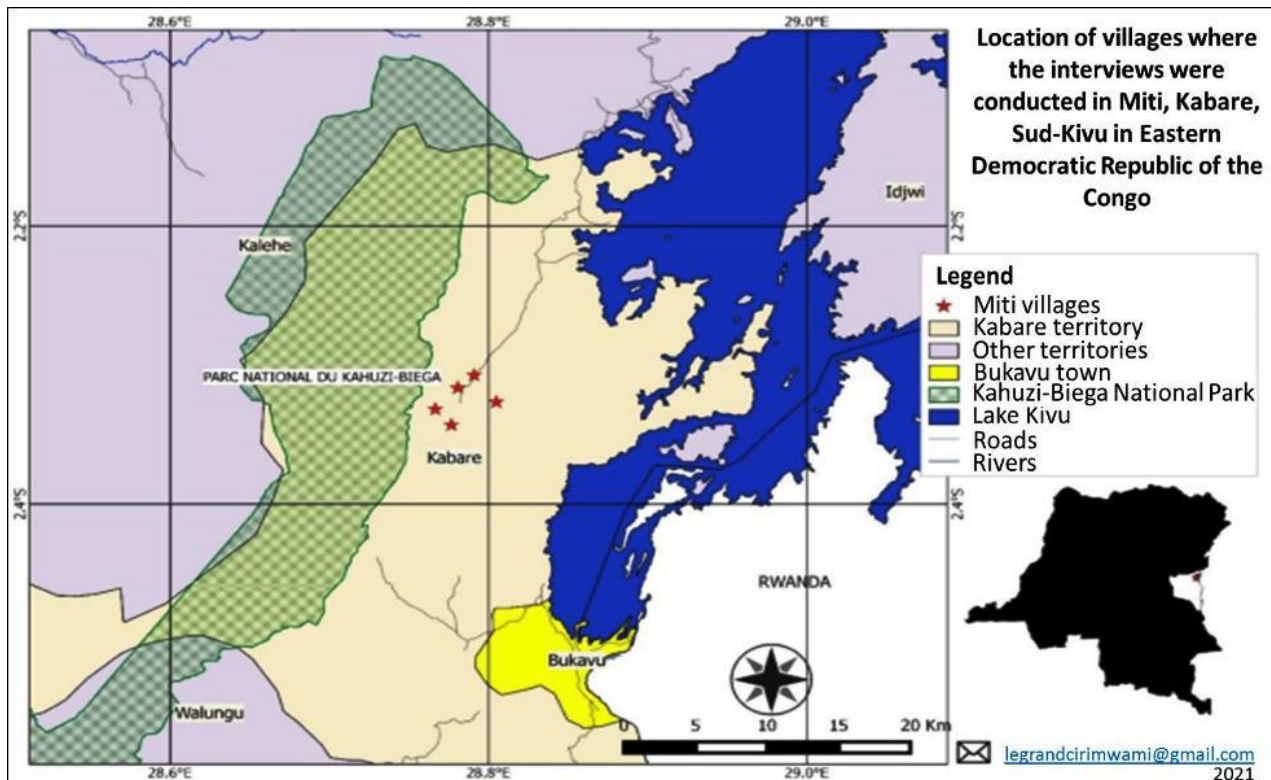 28.6°E 28.8°E 29.0°E
Location of villages where
the interviews were
conducted in Miti, Kabare,
Sud-Kivu in Eastern
Democratic Republic of the
Congo
2.2°S
2.2°S
Idjwi
Kalehe
Legend
Miti villages
Kabare territory
Other territories
Bukavu town
Kahuzi-Biega National Park
Lake Kivu
Roads
Rivers
PARC NATIONAL DU KAHUZI-BIEGA
Kabare
2.4°S
2.4°S
RWANDA
Bukavu
Walungu
0 5 10 15 20 Km
28.6°E 28.8°E 29.0°E
legrandcirimwami@gmail.com
2021